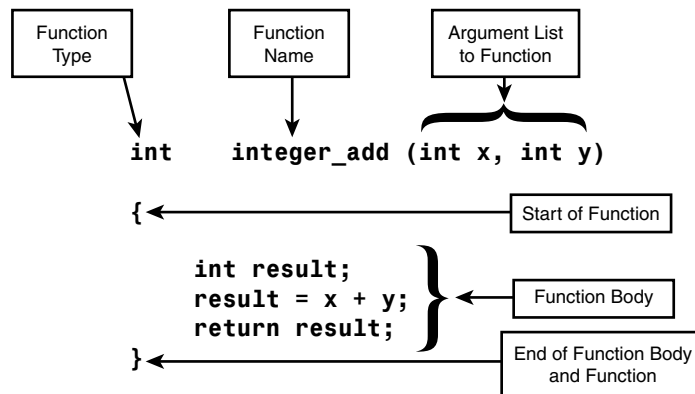 Function
Type
Function
Name
Argument List
to Function
int integer_add (int x, int y)
{
Start of Function
int result;
result = x + y;
return result;
Function Body
}
End of Function Body
and Function